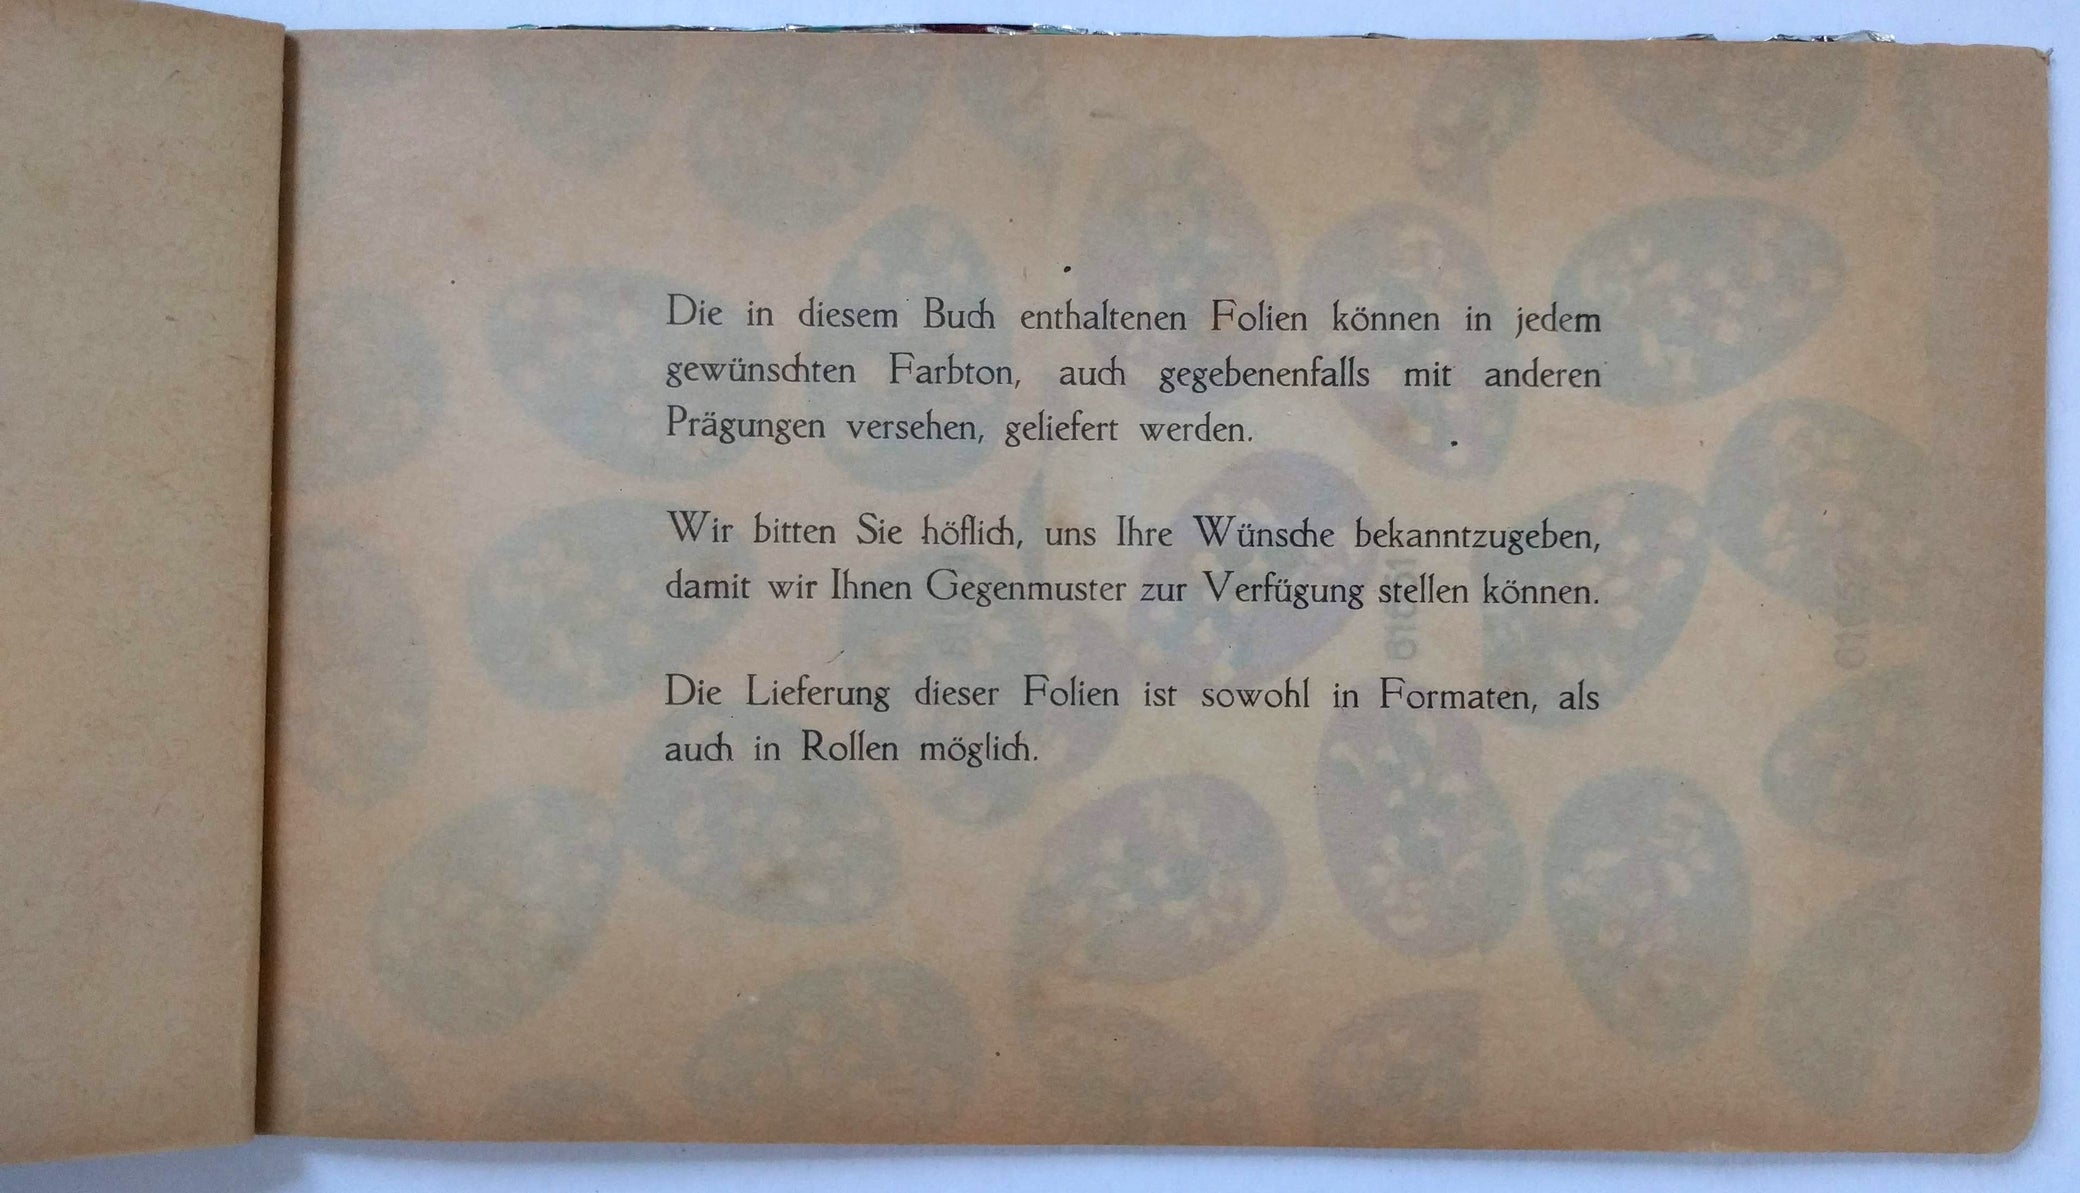 Die in diesem Buch enthaltenen Folien können in jedem
gewünschten Farbton, auch gegebenenfalls mit anderen
Prägungen versehen, geliefert werden.
Wir bitten Sie höflich, uns Ihre Wünsche bekanntzugeben,
damit wir Ihnen Gegenmuster zur Verfügung stellen können.
Die Lieferung dieser Folien ist sowohl in Formaten, als
auch in Rollen möglich.